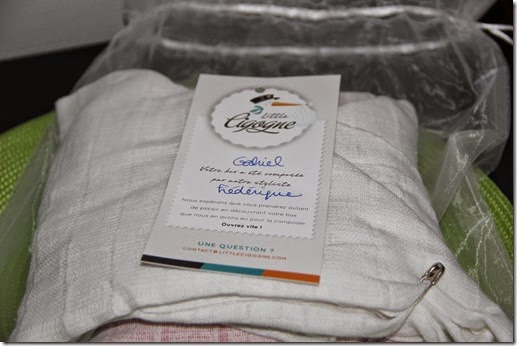 Little
Cigogne
Gabriel
Votre box a été composée
par notre styliste
Frédérique
Nous espérons que vous prendrez autant
de plaisir en découvrant votre box
que nous en avons eu pour la composer
Ouvrez vite !
UNE QUESTION ?
CONTACT@LITTLECIGOGNE.COM